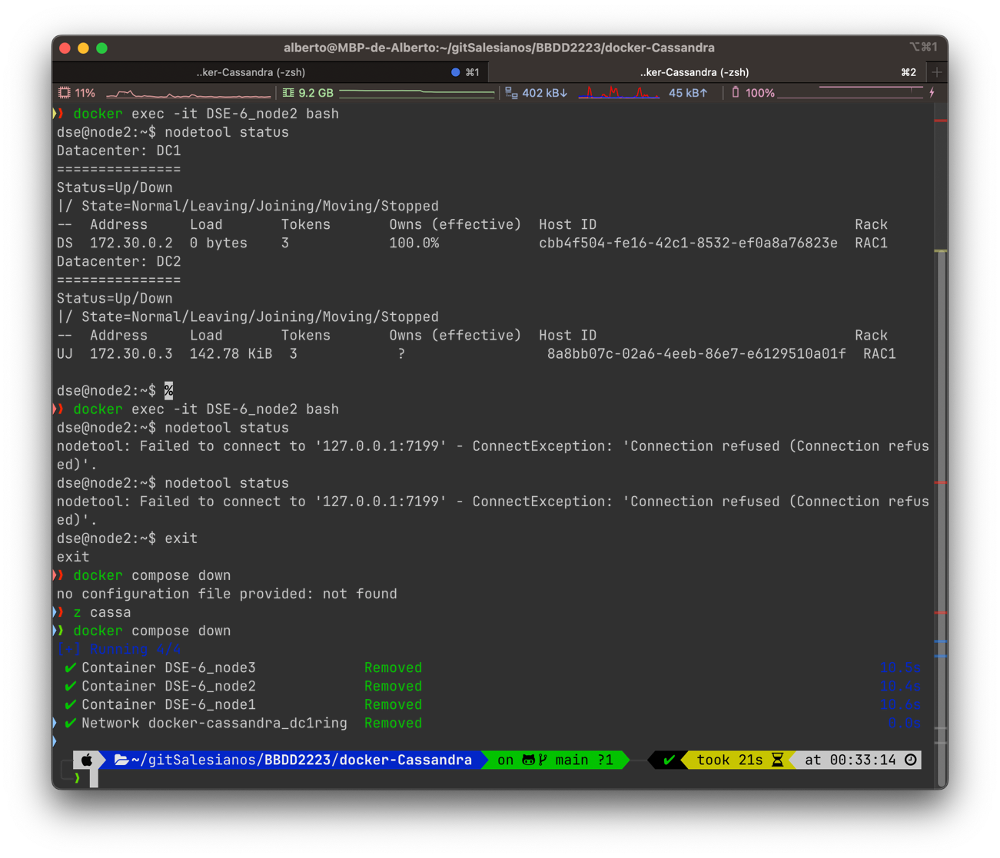 alberto@MBP-de-Alberto:~/gitSalesianos/BBDD2223/docker-Cassandra
⌥⌘1
..ker-Cassandra (-zsh)
⌘1
..ker-Cassandra (-zsh)
⌘2
11%
9.2 GB
402 kB↓
45 kB↑
100%
docker exec -it DSE-6_node2 bash
dse@node2:~$ nodetool status
Datacenter: DC1
===============
Status=Up/Down
|/ State=Normal/Leaving/Joining/Moving/Stopped
--  Address     Load       Tokens       Owns (effective)  Host ID                               Rack
DS  172.30.0.2  0 bytes    3            100.0%            cbb4f504-fe16-42c1-8532-ef0a8a76823e  RAC1
Datacenter: DC2
===============
Status=Up/Down
|/ State=Normal/Leaving/Joining/Moving/Stopped
--  Address     Load       Tokens       Owns (effective)  Host ID                               Rack
UJ  172.30.0.3  142.78 KiB  3            ?                 8a8bb07c-02a6-4eeb-86e7-e6129510a01f  RAC1
dse@node2:~$ %
docker exec -it DSE-6_node2 bash
dse@node2:~$ nodetool status
nodetool: Failed to connect to '127.0.0.1:7199' - ConnectException: 'Connection refused (Connection refus
ed)'.
dse@node2:~$ nodetool status
nodetool: Failed to connect to '127.0.0.1:7199' - ConnectException: 'Connection refused (Connection refus
ed)'.
dse@node2:~$ exit
exit
docker compose down
no configuration file provided: not found
z cassa
docker compose down
[+] Running 4/4
✔ Container DSE-6_node3 Removed 10.5s
✔ Container DSE-6_node2 Removed 10.4s
✔ Container DSE-6_node1 Removed 10.6s
✔ Network docker-cassandra_dc1ring Removed 0.0s
~/gitSalesianos/BBDD2223/docker-Cassandra on main ?1 ✔ took 21s at 00:33:14